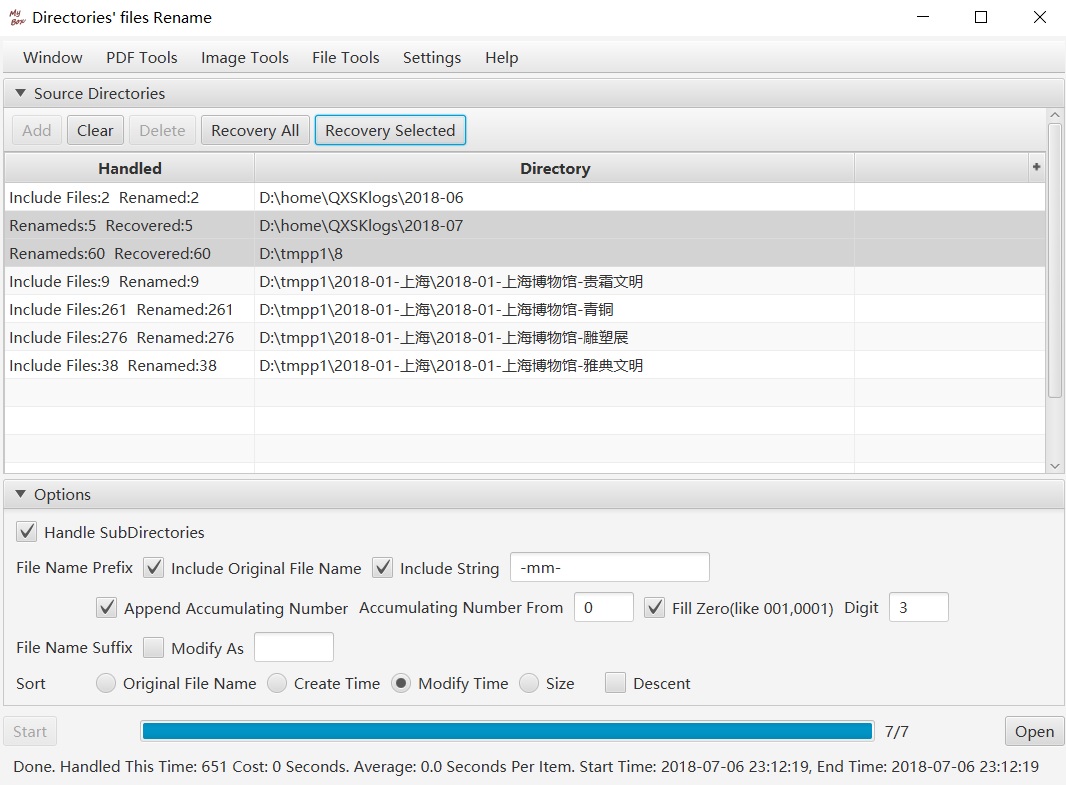 My Box Directories' files Rename
Window PDF Tools Image Tools File Tools Settings Help
Source Directories
Add Clear Delete Recovery All Recovery Selected
Handled Directory +
Include Files:2 Renamed:2 D:\home\QXSKlogs\2018-06
Renameds:5 Recovered:5 D:\home\QXSKlogs\2018-07
Renameds:60 Recovered:60 D:\tmpp1\8
Include Files:9 Renamed:9 D:\tmpp1\2018-01-上海\2018-01-上海博物馆-贵霜文明
Include Files:261 Renamed:261 D:\tmpp1\2018-01-上海\2018-01-上海博物馆-青铜
Include Files:276 Renamed:276 D:\tmpp1\2018-01-上海\2018-01-上海博物馆-雕塑展
Include Files:38 Renamed:38 D:\tmpp1\2018-01-上海\2018-01-上海博物馆-雅典文明
Options
Handle SubDirectories
File Name Prefix Include Original File Name Include String -mm-
Append Accumulating Number Accumulating Number From 0 Fill Zero(like 001,0001) Digit 3
File Name Suffix Modify As
Sort Original File Name Create Time Modify Time Size Descent
Start 7/7 Open
Done. Handled This Time: 651 Cost: 0 Seconds. Average: 0.0 Seconds Per Item. Start Time: 2018-07-06 23:12:19, End Time: 2018-07-06 23:12:19